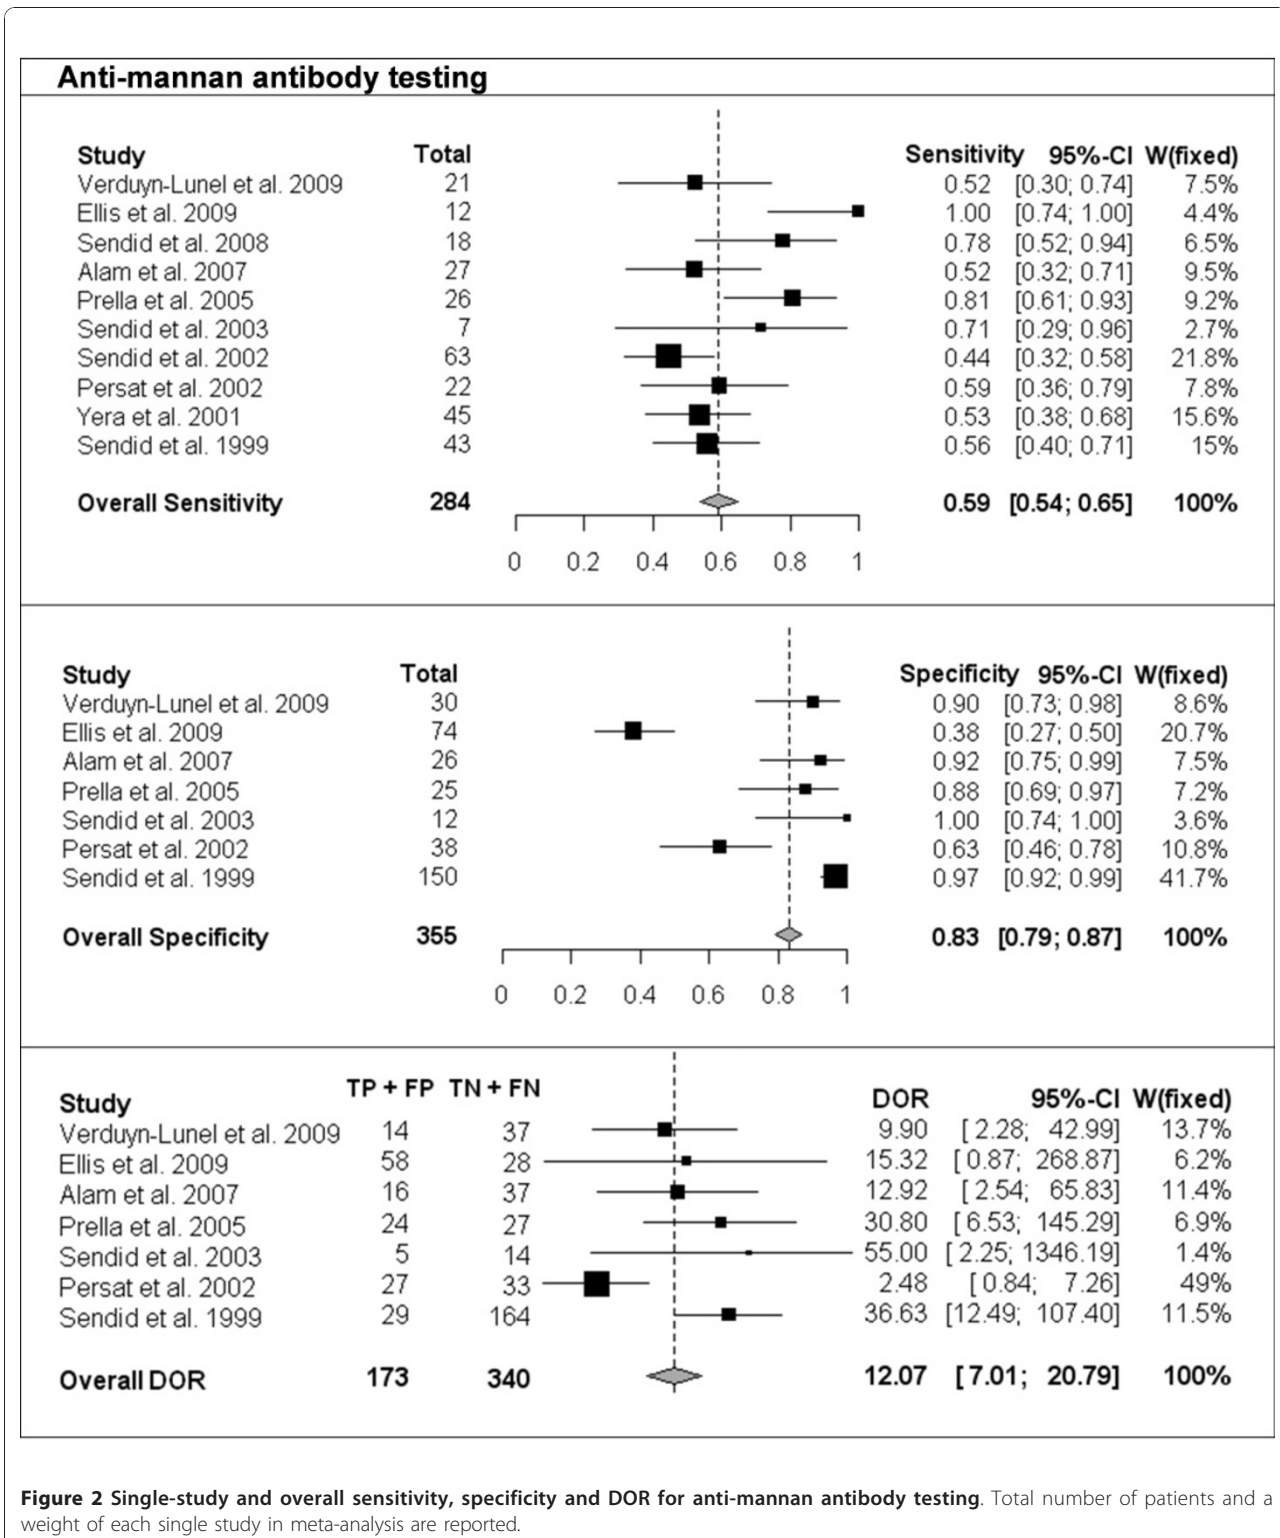 Anti-mannan antibody testing
Study Total Sensitivity 95%-CI W(fixed)
Verduyn-Lunel et al. 2009 21 0.52 [0.30; 0.74] 7.5%
Ellis et al. 2009 12 1.00 [0.74; 1.00] 4.4%
Sendid et al. 2008 18 0.78 [0.52; 0.94] 6.5%
Alam et al. 2007 27 0.52 [0.32; 0.71] 9.5%
Prella et al. 2005 26 0.81 [0.61; 0.93] 9.2%
Sendid et al. 2003 7 0.71 [0.29; 0.96] 2.7%
Sendid et al. 2002 63 0.44 [0.32; 0.58] 21.8%
Persat et al. 2002 22 0.59 [0.36; 0.79] 7.8%
Yera et al. 2001 45 0.53 [0.38; 0.68] 15.6%
Sendid et al. 1999 43 0.56 [0.40; 0.71] 15%
Overall Sensitivity 284 0.59 [0.54; 0.65] 100%
0 0.2 0.4 0.6 0.8 1
Study Total Specificity 95%-CI W(fixed)
Verduyn-Lunel et al. 2009 30 0.90 [0.73; 0.98] 8.6%
Ellis et al. 2009 74 0.38 [0.27; 0.50] 20.7%
Alam et al. 2007 26 0.92 [0.75; 0.99] 7.5%
Prella et al. 2005 25 0.88 [0.69; 0.97] 7.2%
Sendid et al. 2003 12 1.00 [0.74; 1.00] 3.6%
Persat et al. 2002 38 0.63 [0.46; 0.78] 10.8%
Sendid et al. 1999 150 0.97 [0.92; 0.99] 41.7%
Overall Specificity 355 0.83 [0.79; 0.87] 100%
0 0.2 0.4 0.6 0.8 1
Study TP + FP TN + FN DOR 95%-CI W(fixed)
Verduyn-Lunel et al. 2009 14 37 9.90 [ 2.28; 42.99] 13.7%
Ellis et al. 2009 58 28 15.32 [ 0.87; 268.87] 6.2%
Alam et al. 2007 16 37 12.92 [ 2.54; 65.83] 11.4%
Prella et al. 2005 24 27 30.80 [ 6.53; 145.29] 6.9%
Sendid et al. 2003 5 14 55.00 [ 2.25; 1346.19] 1.4%
Persat et al. 2002 27 33 2.48 [ 0.84; 7.26] 49%
Sendid et al. 1999 29 164 36.63 [12.49; 107.40] 11.5%
Overall DOR 173 340 12.07 [ 7.01; 20.79] 100%
Figure 2 Single-study and overall sensitivity, specificity and DOR for anti-mannan antibody testing. Total number of patients and a
weight of each single study in meta-analysis are reported.